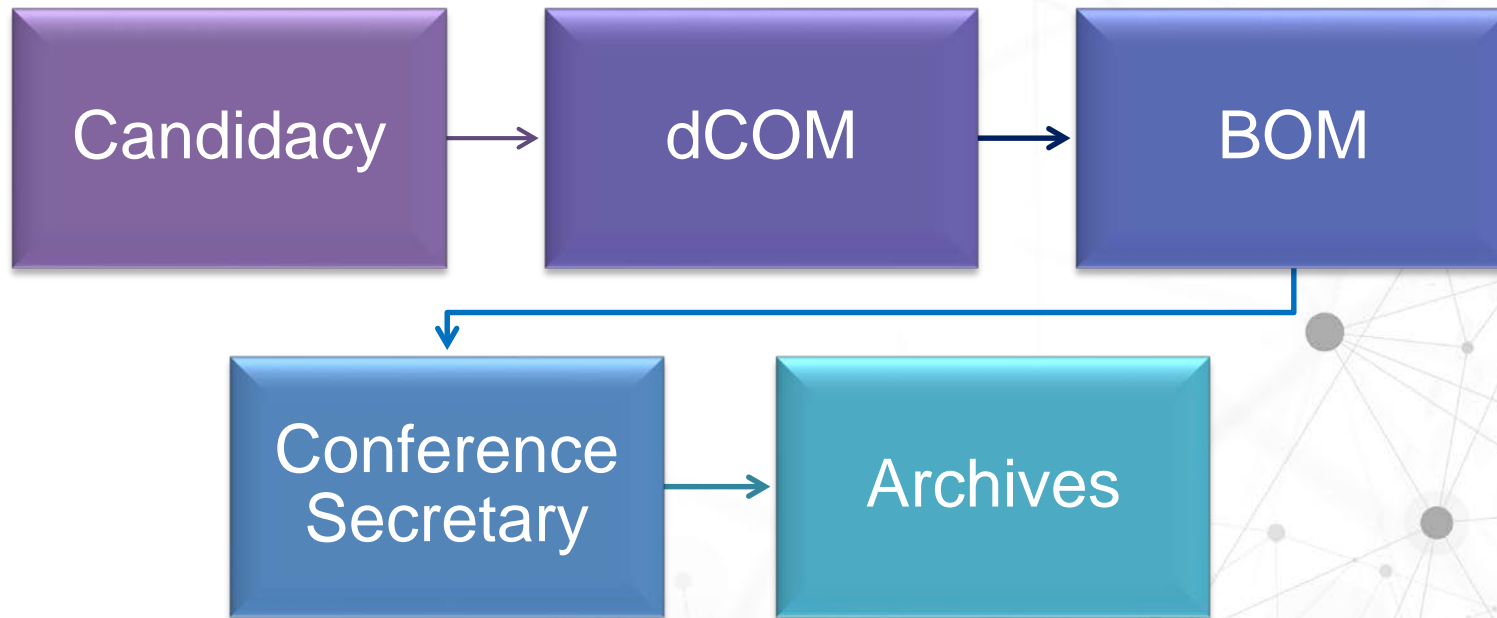 Candidacy
dCOM
BOM
Conference
Secretary
Archives